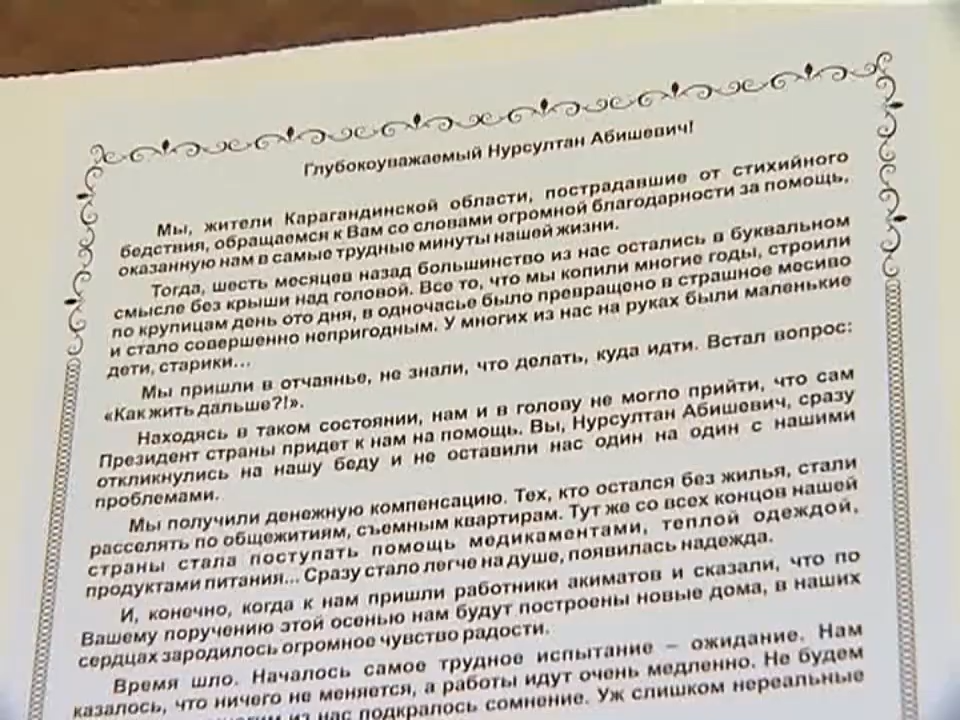 Глубокоуважаемый Нурсултан Абишевич!
Мы, жители Карагандинской области, пострадавшие от стихийного
бедствия, обращаемся к Вам со словами огромной благодарности за помощь,
оказанную нам в самые трудные минуты нашей жизни.
Тогда, шесть месяцев назад большинство из нас остались в буквальном
смысле без крыши над головой. Все то, что мы копили многие годы, строили
по крупицам день ото дня, в одночасье было превращено в страшное месиво
и стало совершенно непригодным. У многих из нас на руках были маленькие
дети, старики...
Мы пришли в отчаянье, не знали, что делать, куда идти. Встал вопрос:
«Как жить дальше?!».
Находясь в таком состоянии, нам и в голову не могло прийти, что сам
Президент страны придет к нам на помощь. Вы, Нурсултан Абишевич, сразу
откликнулись на нашу беду и не оставили нас один на один с нашими
проблемами.
Мы получили денежную компенсацию. Тех, кто остался без жилья, стали
расселять по общежитиям, съемным квартирам. Тут же со всех концов нашей
страны стала поступать помощь медикаментами, теплой одеждой,
продуктами питания... Сразу стало легче на душе, появилась надежда.
И, конечно, когда к нам пришли работники акиматов и сказали, что по
Вашему поручению этой осенью нам будут построены новые дома, в наших
сердцах зародилось огромное чувство радости.
Время шло. Началось самое трудное испытание – ожидание. Нам
казалось, что ничего не меняется, а работы идут очень медленно. Не будем
из нас подкралось сомнение. Уж слишком нереальные